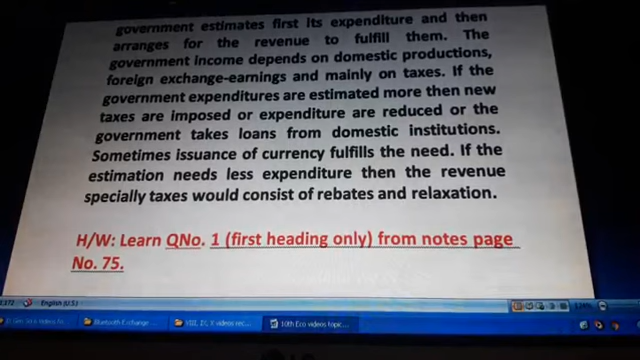 government estimates first its expenditure and then
arranges for the revenue to fulfill them. The
government income depends on domestic productions,
foreign exchange-earnings and mainly on taxes. If the
government expenditures are estimated more then new
taxes are imposed or expenditure are reduced or the
government takes loans from domestic institutions.
Sometimes issuance of currency fulfills the need. If the
estimation needs less expenditure then the revenue
specially taxes would consist of rebates and relaxation.
H/W: Learn QNo. 1 (first heading only) from notes page
No. 75.
English (U.S.)
Bluetooth Exchange ...
VIII, IX, X videos rec...
10th Eco videos topic...